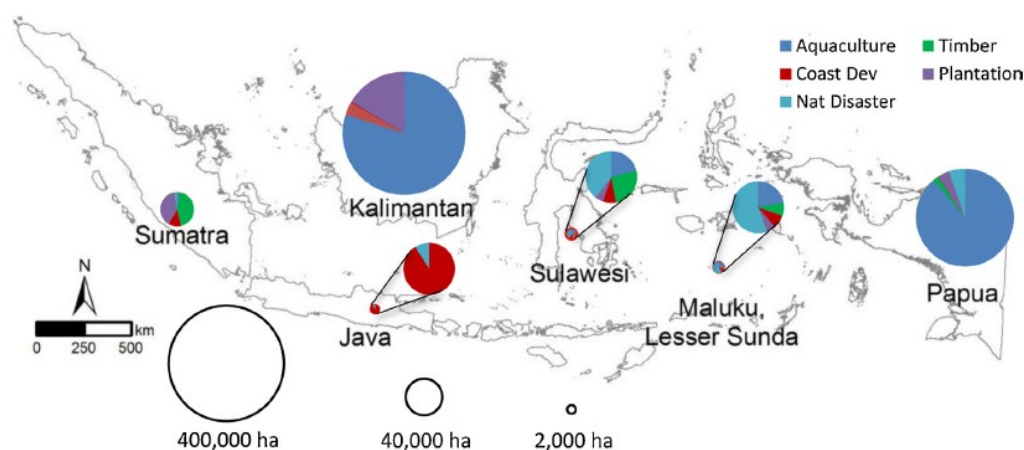 Aquaculture
Timber
Coast Dev
Plantation
Nat Disaster
Kalimantan
Sumatra
Sulawesi
Papua
Maluku,
Lesser Sunda
Java
N
km
0 250 500
400,000 ha
40,000 ha
2,000 ha